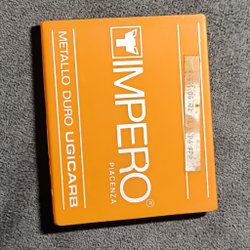 IMPERO®
PIACENZA
METALLO DURO UGICARB